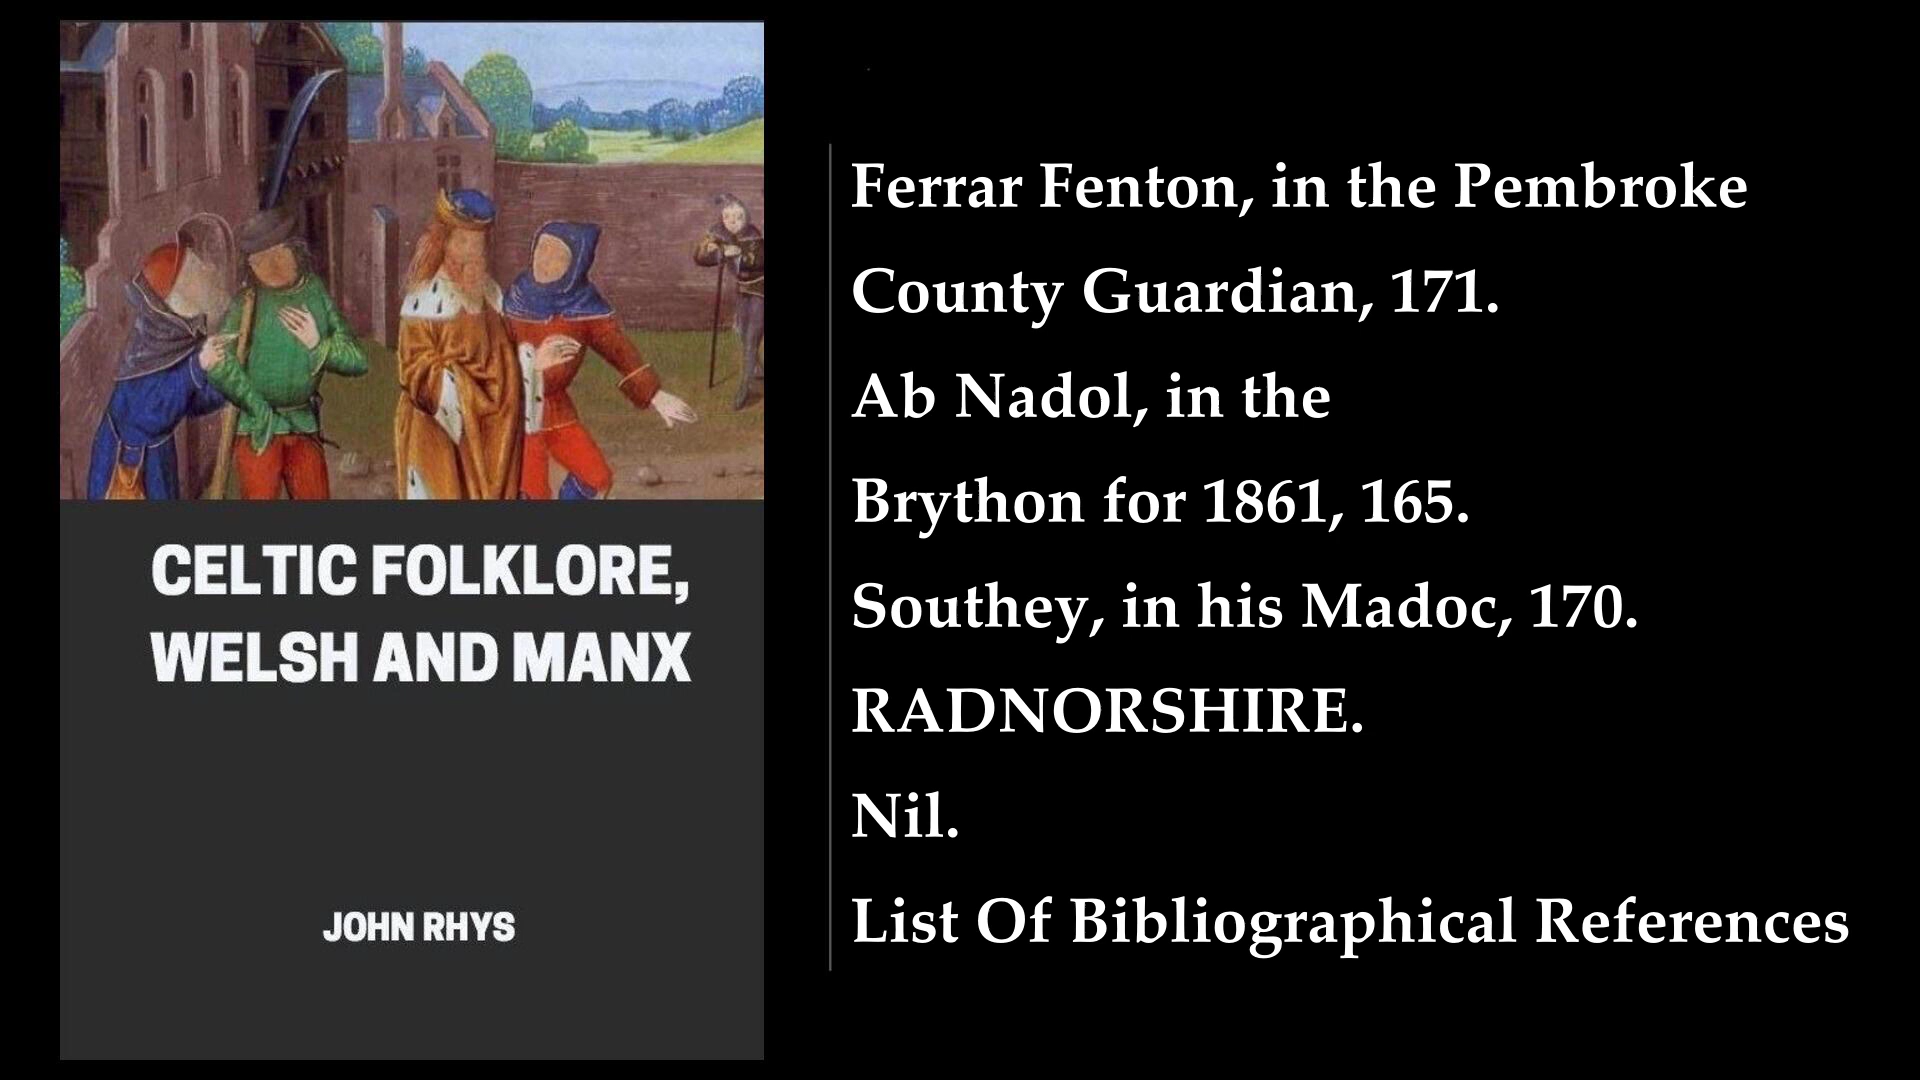 CELTIC FOLKLORE,
WELSH AND MANX
JOHN RHYS
Ferrar Fenton, in the Pembroke
County Guardian, 171.
Ab Nadol, in the
Brython for 1861, 165.
Southey, in his Madoc, 170.
RADNORSHIRE.
Nil.
List Of Bibliographical References